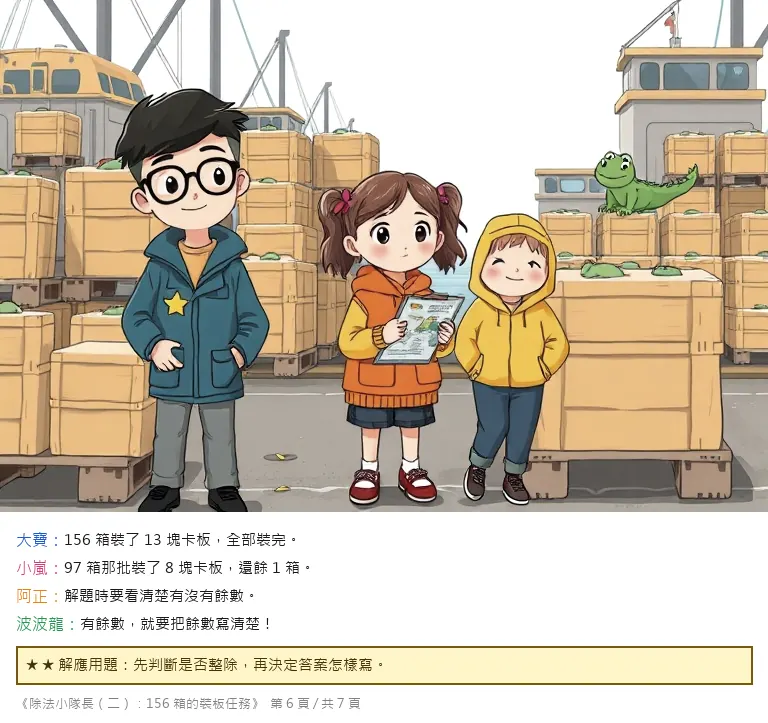 大寶：156 箱裝了 13 塊卡板，全部裝完。
小嵐：97 箱那批裝了 8 塊卡板，還餘 1 箱。
阿正：解題時要看清楚有沒有餘數。
波波龍：有餘數，就要把餘數寫清楚！
★★ 解應用題：先判斷是否整除，再決定答案怎樣寫。
《除法小隊長（二）：156 箱的裝板任務》 第 6 頁 / 共 7 頁